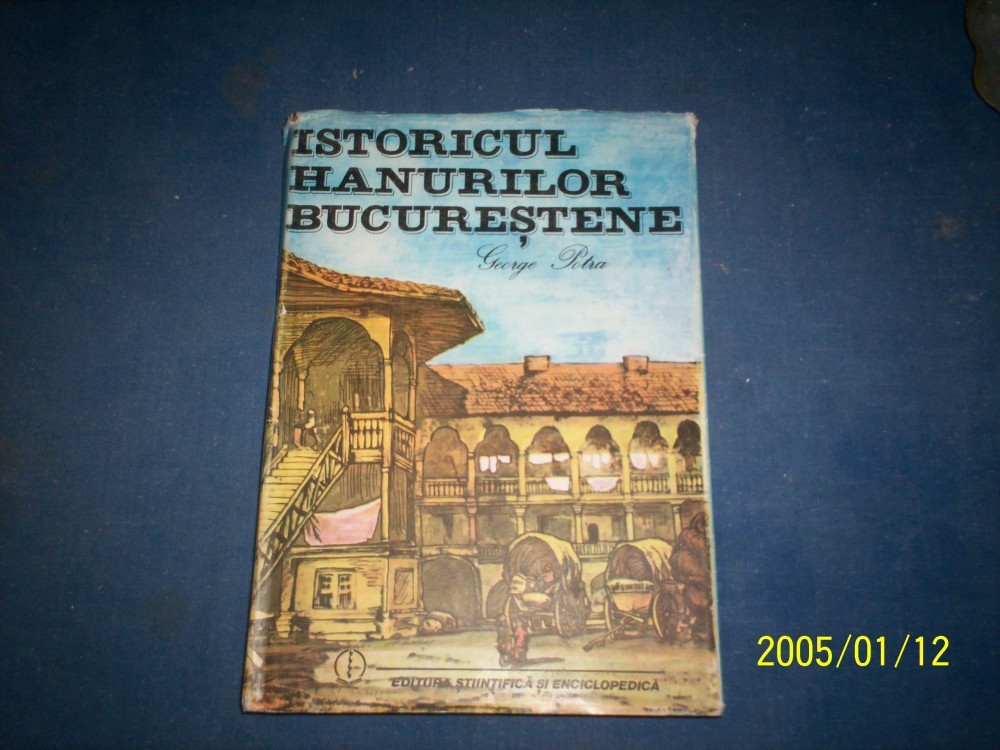 ISTORICUL
HANURILOR
BUCUREȘTENE
George Potra
EDITURA ȘTIINȚIFICĂ ȘI ENCICLOPEDICĂ
2005/01/12